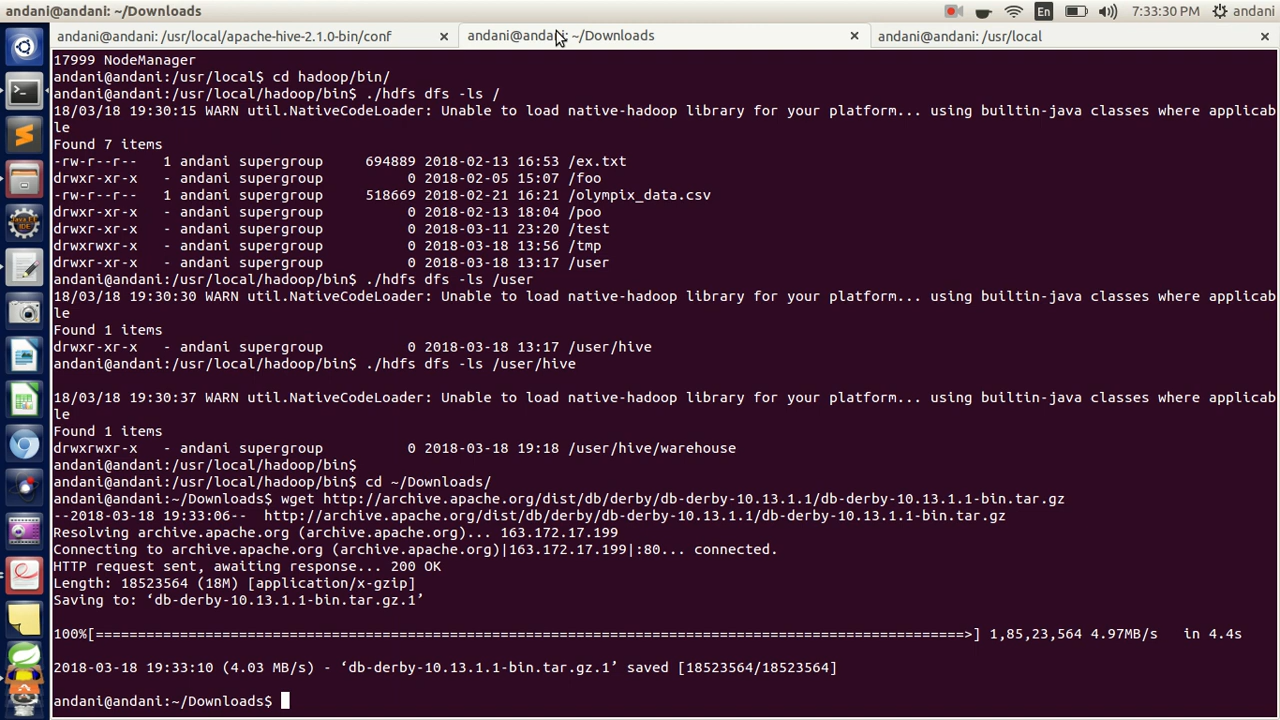 andani@andani: ~/Downloads
En
7:33:30 PM
andani
andani@andani: /usr/local/apache-hive-2.1.0-bin/conf
andani@andani: ~/Downloads
andani@andani: /usr/local
17999 NodeManager
andani@andani:/usr/local$ cd hadoop/bin/
andani@andani:/usr/local/hadoop/bin$ ./hdfs dfs -ls /
18/03/18 19:30:15 WARN util.NativeCodeLoader: Unable to load native-hadoop library for your platform... using builtin-java classes where applicab
le
Found 7 items
-rw-r--r--   1 andani supergroup     694889 2018-02-13 16:53 /ex.txt
drwxr-xr-x   - andani supergroup          0 2018-02-05 15:07 /foo
-rw-r--r--   1 andani supergroup     518669 2018-02-21 16:21 /olympix_data.csv
drwxr-xr-x   - andani supergroup          0 2018-02-13 18:04 /poo
drwxr-xr-x   - andani supergroup          0 2018-03-11 23:20 /test
drwxrwxr-x   - andani supergroup          0 2018-03-18 13:56 /tmp
drwxr-xr-x   - andani supergroup          0 2018-03-18 13:17 /user
andani@andani:/usr/local/hadoop/bin$ ./hdfs dfs -ls /user
18/03/18 19:30:30 WARN util.NativeCodeLoader: Unable to load native-hadoop library for your platform... using builtin-java classes where applicab
le
Found 1 items
drwxr-xr-x   - andani supergroup          0 2018-03-18 13:17 /user/hive
andani@andani:/usr/local/hadoop/bin$ ./hdfs dfs -ls /user/hive
18/03/18 19:30:37 WARN util.NativeCodeLoader: Unable to load native-hadoop library for your platform... using builtin-java classes where applicab
le
Found 1 items
drwxrwxr-x   - andani supergroup          0 2018-03-18 19:18 /user/hive/warehouse
andani@andani:/usr/local/hadoop/bin$
andani@andani:/usr/local/hadoop/bin$ cd ~/Downloads/
andani@andani:~/Downloads$ wget http://archive.apache.org/dist/db/derby/db-derby-10.13.1.1/db-derby-10.13.1.1-bin.tar.gz
--2018-03-18 19:33:06--  http://archive.apache.org/dist/db/derby/db-derby-10.13.1.1/db-derby-10.13.1.1-bin.tar.gz
Resolving archive.apache.org (archive.apache.org)... 163.172.17.199
Connecting to archive.apache.org (archive.apache.org)|163.172.17.199|:80... connected.
HTTP request sent, awaiting response... 200 OK
Length: 18523564 (18M) [application/x-gzip]
Saving to: ‘db-derby-10.13.1.1-bin.tar.gz.1’
100%[=======================================================================================================>] 1,85,23,564 4.97MB/s   in 4.4s
2018-03-18 19:33:10 (4.03 MB/s) - ‘db-derby-10.13.1.1-bin.tar.gz.1’ saved [18523564/18523564]
andani@andani:~/Downloads$